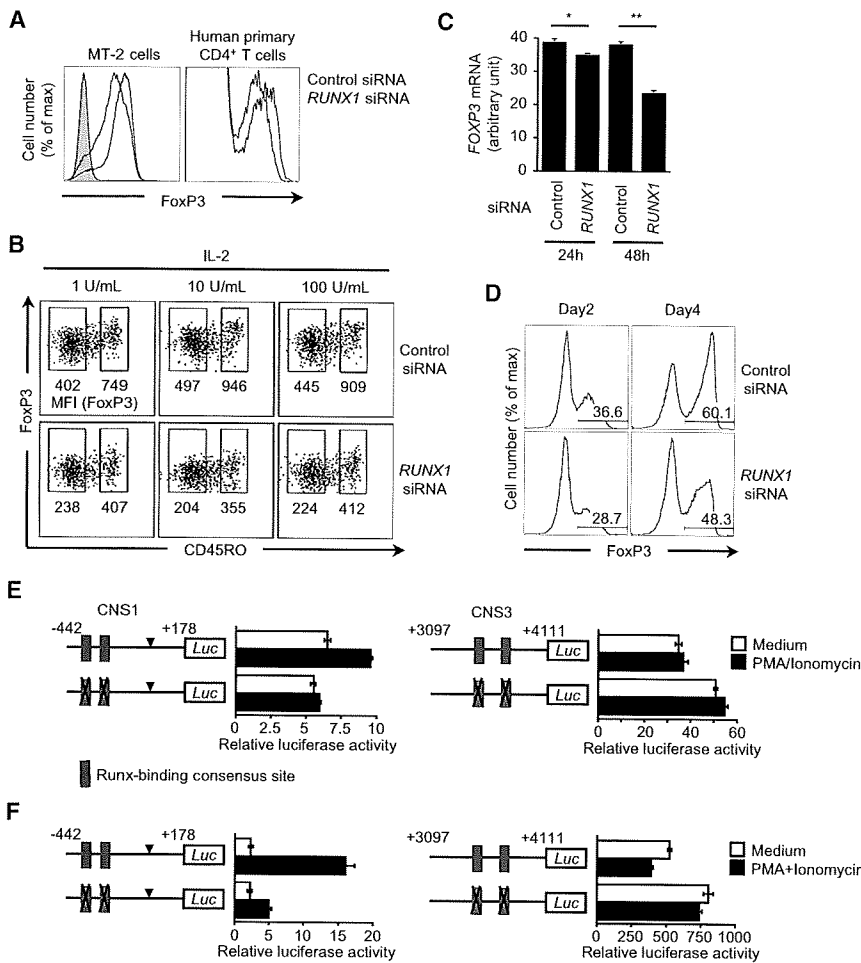 A
MT-2 cells
Human primary
CD4+ T cells
Control siRNA
RUNX1 siRNA
Cell number
(% of max)
FoxP3
B
IL-2
1 U/mL
10 U/mL
100 U/mL
402 749
MFI (FoxP3)
497 946
445 909
Control
siRNA
238 407
204 355
224 412
RUNX1
siRNA
FoxP3
CD45RO
C
* **
FOXP3 mRNA
(arbitrary unit)
40
30
20
10
0
siRNA
Control
RUNX1
Control
RUNX1
24h
48h
D
Day2
Day4
36.6
60.1
Control
siRNA
28.7
48.3
RUNX1
siRNA
Cell number (% of max)
FoxP3
E
CNS1
-442
+178
Luc
Luc
0 2.5 5 7.5 10
Relative luciferase activity
CNS3
+3097
+4111
Luc
Luc
0 20 40 60
Relative luciferase activity
Medium
PMA/Ionomycin
Runx-binding consensus site
F
-442
+178
Luc
Luc
0 5 10 15 20
Relative luciferase activity
+3097
+4111
Luc
Luc
0 250 500 750 1000
Relative luciferase activity
Medium
PMA+Ionomycin